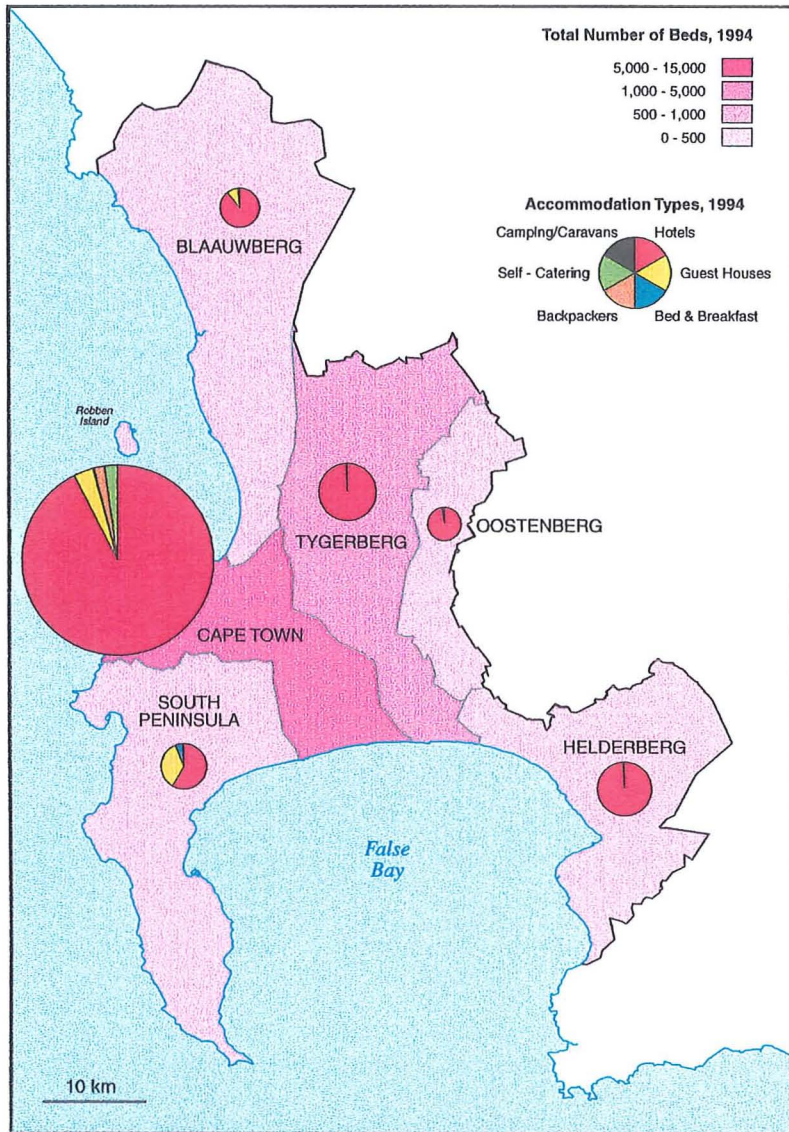 Total Number of Beds, 1994
5,000 - 15,000
1,000 - 5,000
500 - 1,000
0 - 500
Accommodation Types, 1994
Camping/Caravans
Hotels
Self - Catering
Guest Houses
Backpackers
Bed & Breakfast
BLAAUWBERG
Robben
Island
TYGERBERG
OOSTENBERG
CAPE TOWN
SOUTH
PENINSULA
HELDERBERG
False
Bay
10 km